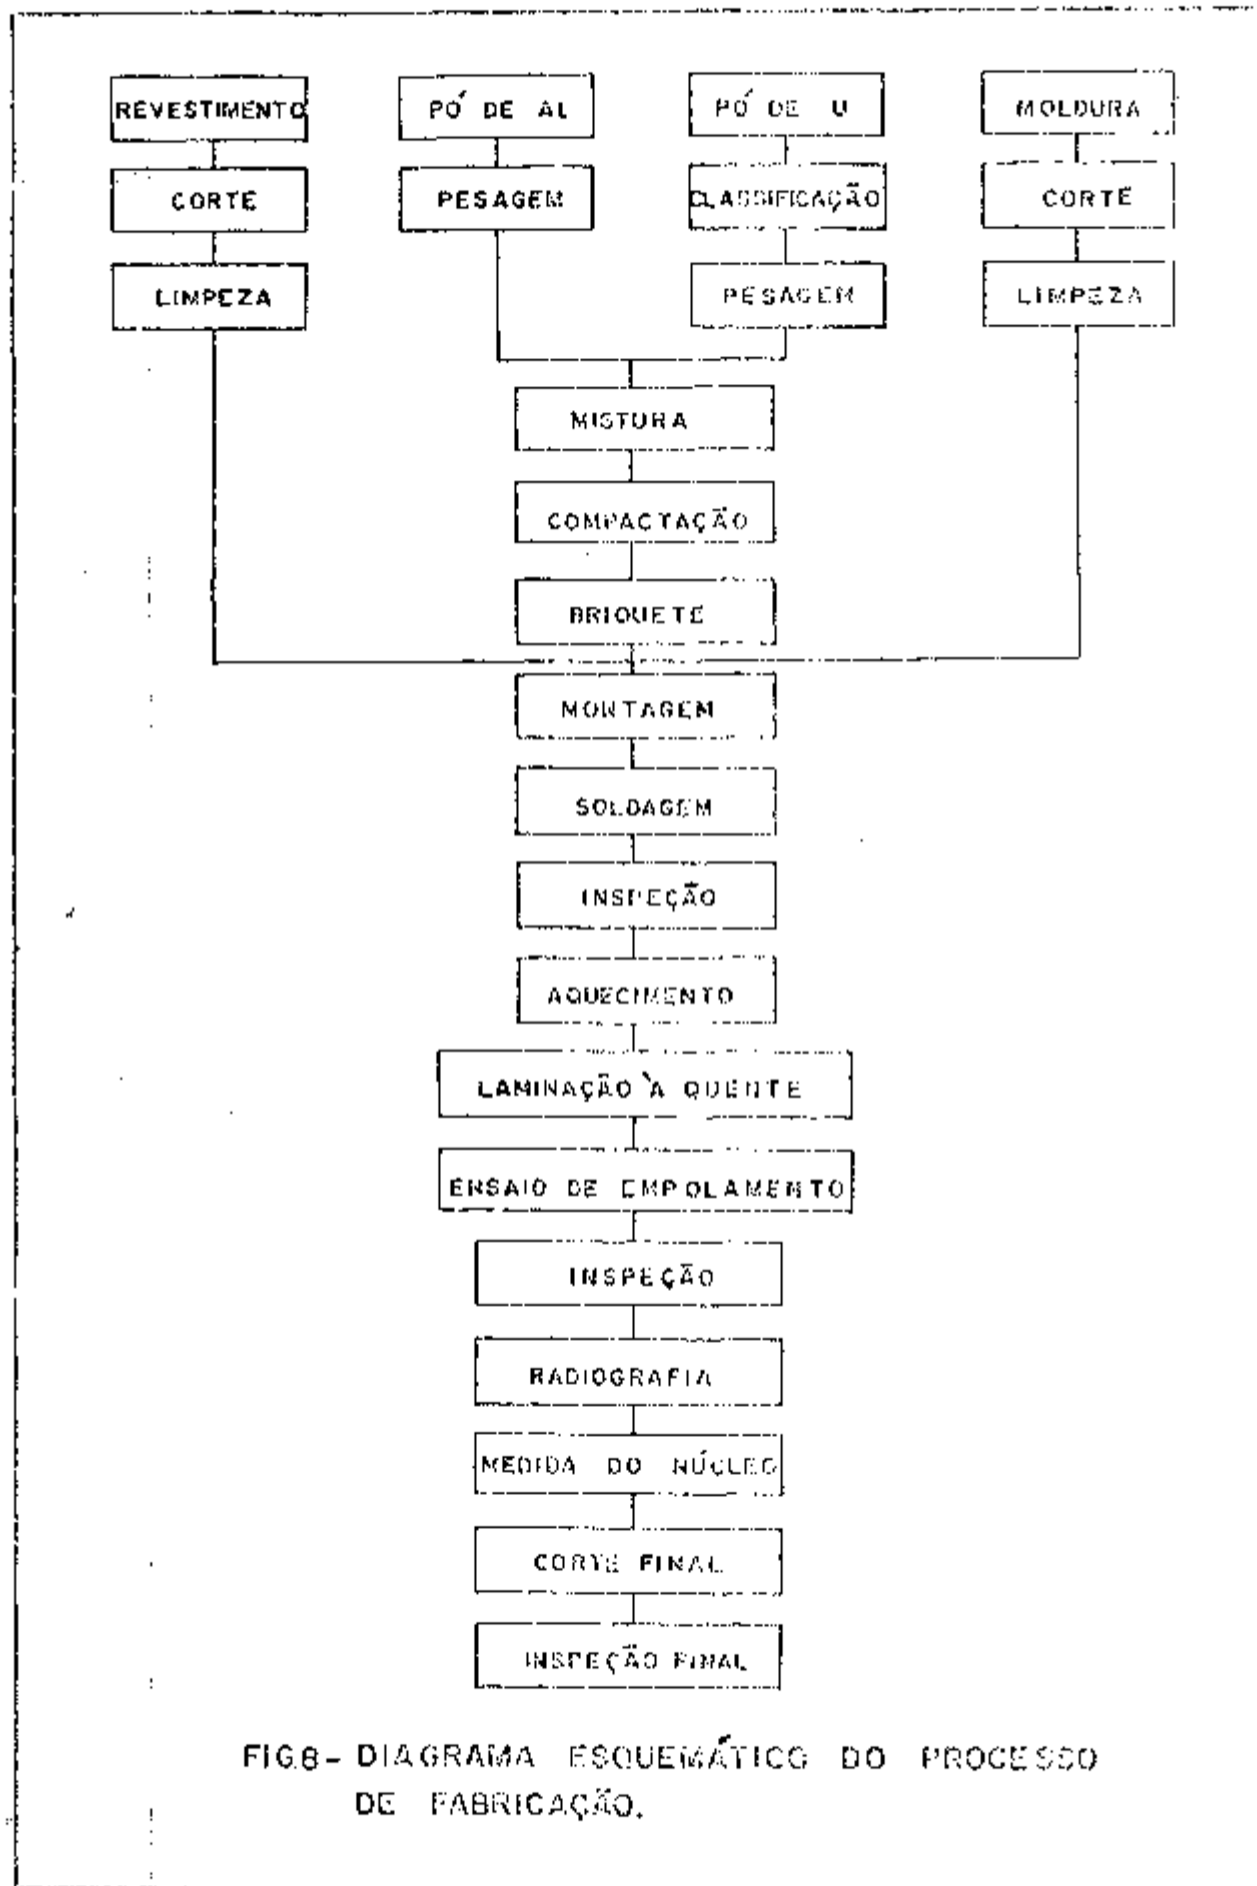 REVESTIMENTO
PÓ DE AL
PÓ DE U
MOLDURA
CORTE
PESAGEM
CLASSIFICAÇÃO
CORTE
LIMPEZA
PESAGEM
LIMPEZA
MISTURA
COMPACTAÇÃO
BRIQUETE
MONTAGEM
SOLDAGEM
INSPEÇÃO
AQUECIMENTO
LAMINAÇÃO À QUENTE
ENSAIO DE EMPOLAMENTO
INSPEÇÃO
RADIOGRAFIA
MEDIDA DO NÚCLEO
CORTE FINAL
INSPEÇÃO FINAL
FIG.8- DIAGRAMA ESQUEMÁTICO DO PROCESSO
DE FABRICAÇÃO.